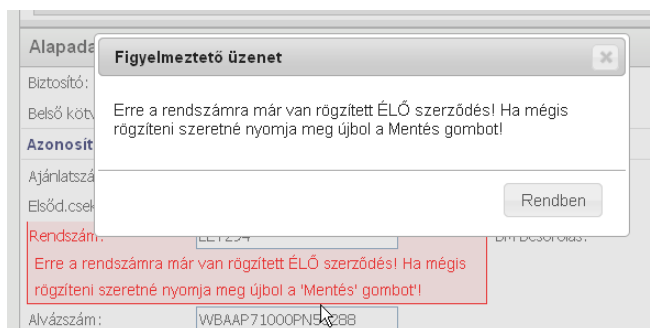 Alapada
Figyelmeztető üzenet
Biztosító:
Belső kötv
Erre a rendszámra már van rögzített ÉLŐ szerződés! Ha mégis
rögzíteni szeretné nyomja meg újbol a Mentés gombot!
Azonosít
Ajánlatszá
Elsőd.csek
Rendben
Rendszám:
Erre a rendszámra már van rögzített ÉLŐ szerződés! Ha mégis
rögzíteni szeretné nyomja meg újbol a 'Mentés' gombot'!
Alvázszám: